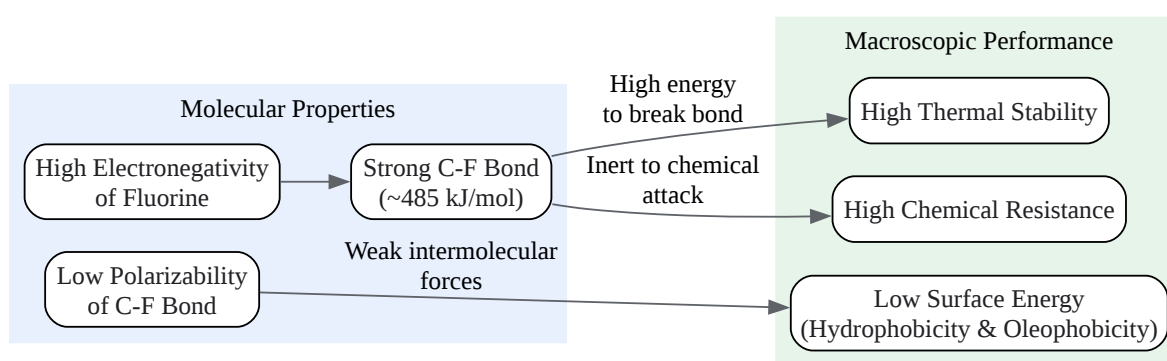 Macroscopic Performance
Molecular Properties
High Electronegativity
of Fluorine
Strong C-F Bond
(~485 kJ/mol)
High energy
to break bond
High Thermal Stability
Inert to chemical
attack
High Chemical Resistance
Low Polarizability
of C-F Bond
Weak intermolecular
forces
Low Surface Energy
(Hydrophobicity & Oleophobicity)